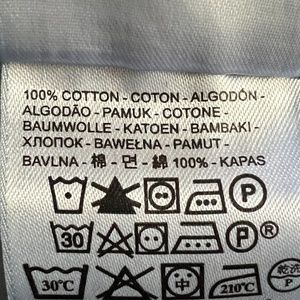 100% COTTON - COTON - ALGODÓN -
ALGODÃO - PAMUK - COTONE -
BAUMWOLLE - KATOEN - BAMBAKI -
ХЛОПОК - BAWEŁNA - PAMUT -
BAVLNA - 棉 - 면 - 綿 100% - KAPAS
P
30
P
30°C
中
210°C